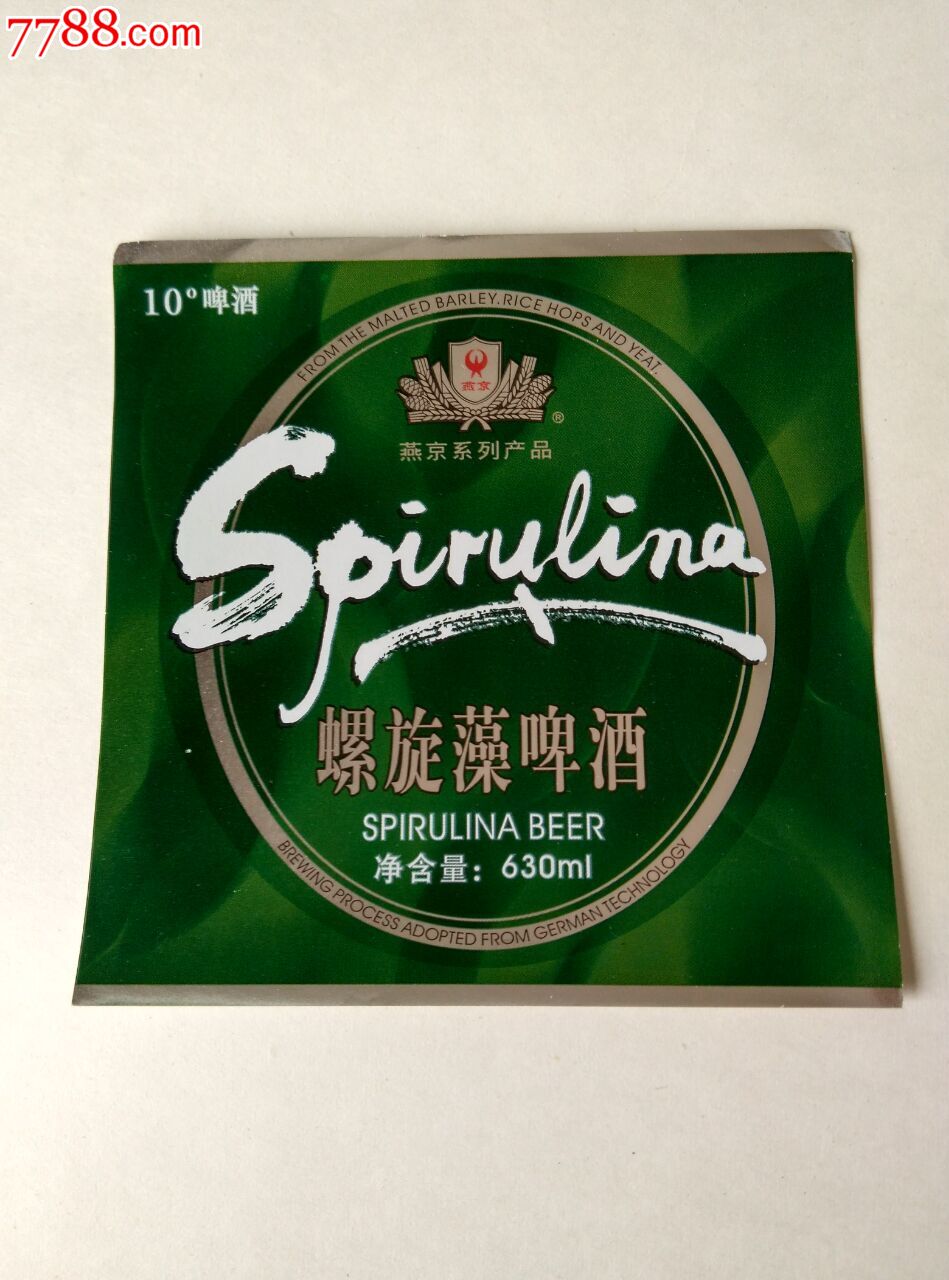 7788.com
10°啤酒
FROM THE MALTED BARLEY.RICE HOPS AND YEAT.
燕京
®
燕京系列产品
Spirulina
螺旋藻啤酒
SPIRULINA BEER
净含量：630ml
BREWING PROCESS ADOPTED FROM GERMAN TECHNOLOGY